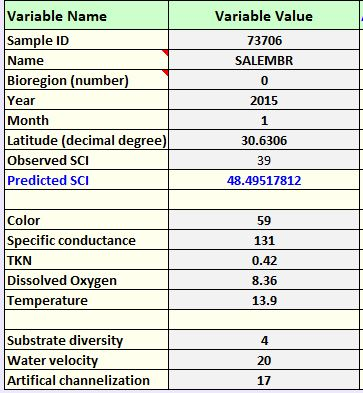 Variable Name Variable Value
Sample ID 73706
Name SALEMBR
Bioregion (number) 0
Year 2015
Month 1
Latitude (decimal degree) 30.6306
Observed SCI 39
Predicted SCI 48.49517812
Color 59
Specific conductance 131
TKN 0.42
Dissolved Oxygen 8.36
Temperature 13.9
Substrate diversity 4
Water velocity 20
Artifical channelization 17